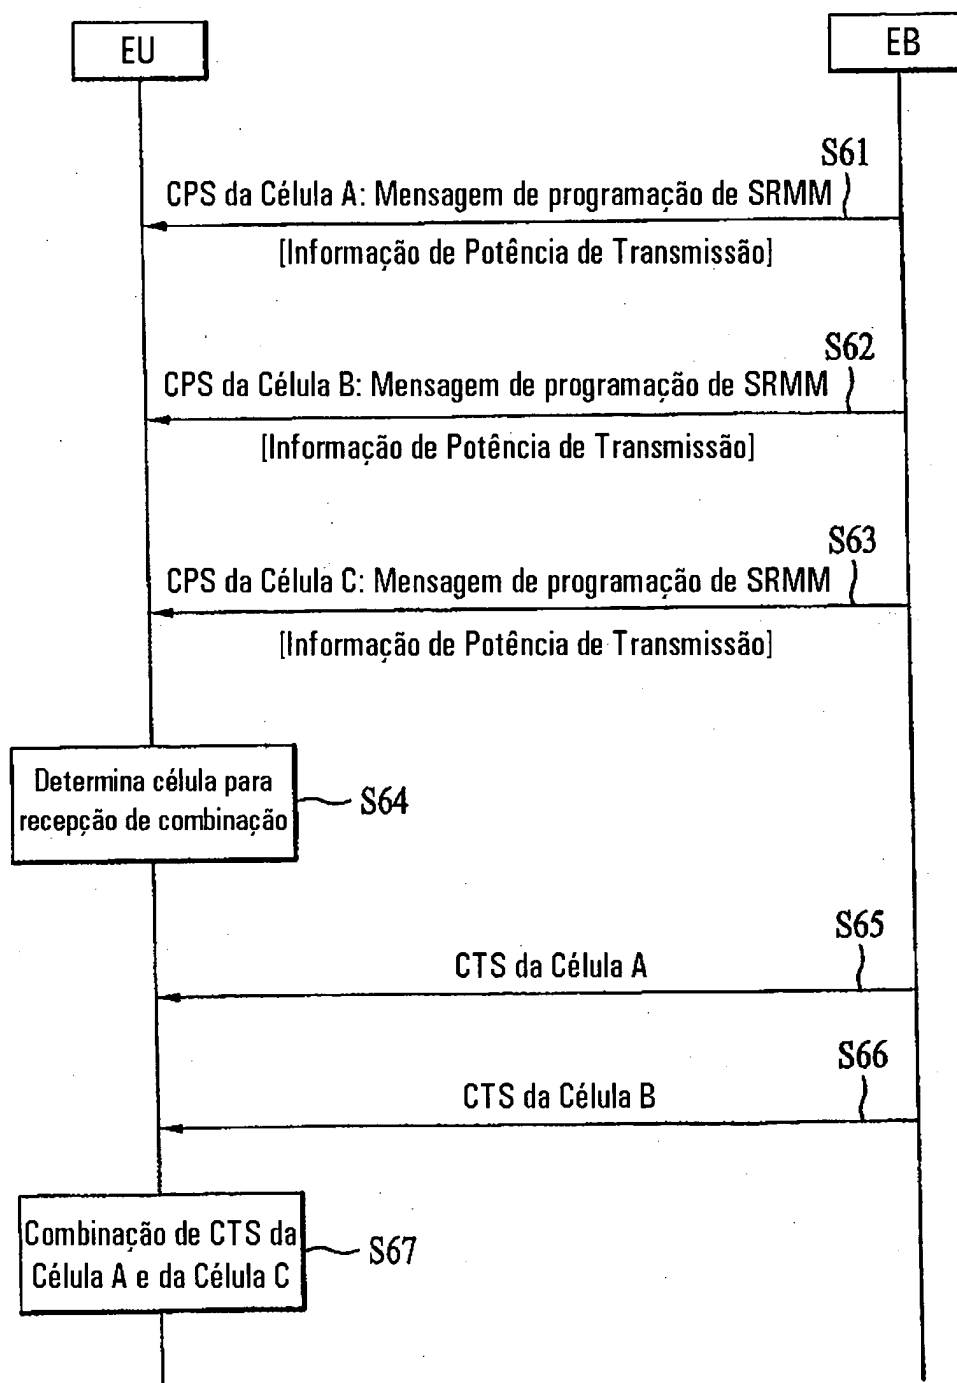 EU
EB
S61
CPS da Célula A: Mensagem de programação de SRMM
[Informação de Potência de Transmissão]
S62
CPS da Célula B: Mensagem de programação de SRMM
[Informação de Potência de Transmissão]
S63
CPS da Célula C: Mensagem de programação de SRMM
[Informação de Potência de Transmissão]
Determina célula para
recepção de combinação
S64
S65
CTS da Célula A
S66
CTS da Célula B
Combinação de CTS da
Célula A e da Célula C
S67